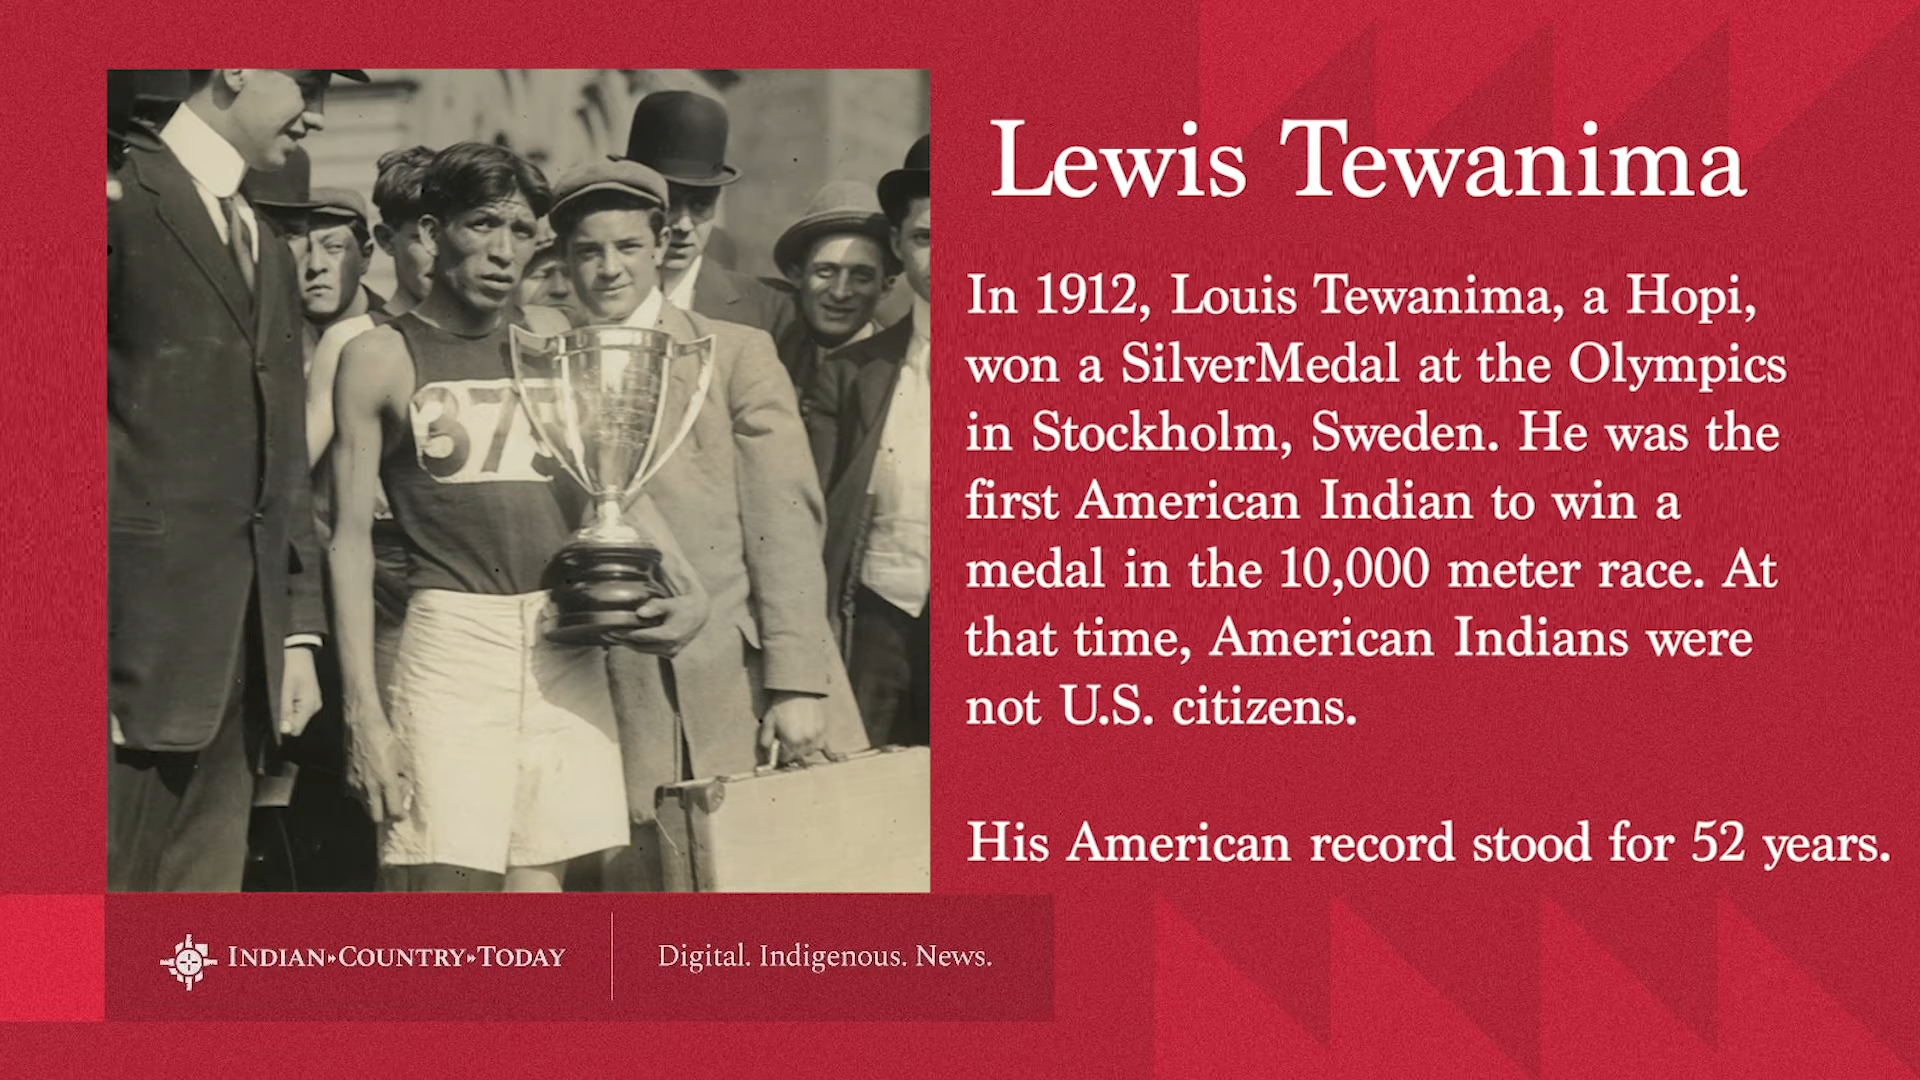 Lewis Tewanima
In 1912, Louis Tewanima, a Hopi,
won a SilverMedal at the Olympics
in Stockholm, Sweden. He was the
first American Indian to win a
medal in the 10,000 meter race. At
that time, American Indians were
not U.S. citizens.
His American record stood for 52 years.
375
INDIAN COUNTRY TODAY
Digital. Indigenous. News.